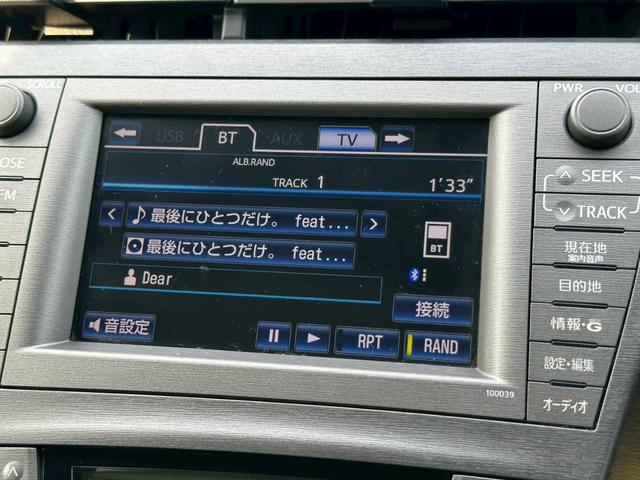 SCROLL
PWR
VOL
USB
BT
AUX
TV
ALB.RAND
TRACK 1
1'33"
最後にひとつだけ。 feat...
最後にひとつだけ。 feat...
BT
Dear
接続
音設定
RPT
RAND
100039
OSE
FM
SEEK
TRACK
現在地
案内音声
目的地
情報・G
設定・編集
オーディオ